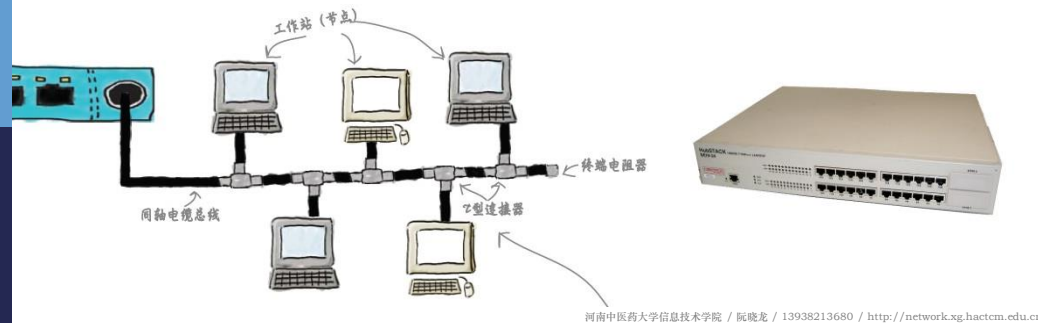 工作站（节点）
终端电阻器
T型连接器
同轴电缆总线
HubSTACK
河南中医药大学信息技术学院 / 阮晓龙 / 13938213680 / http://network.xg.hactcm.edu.cn